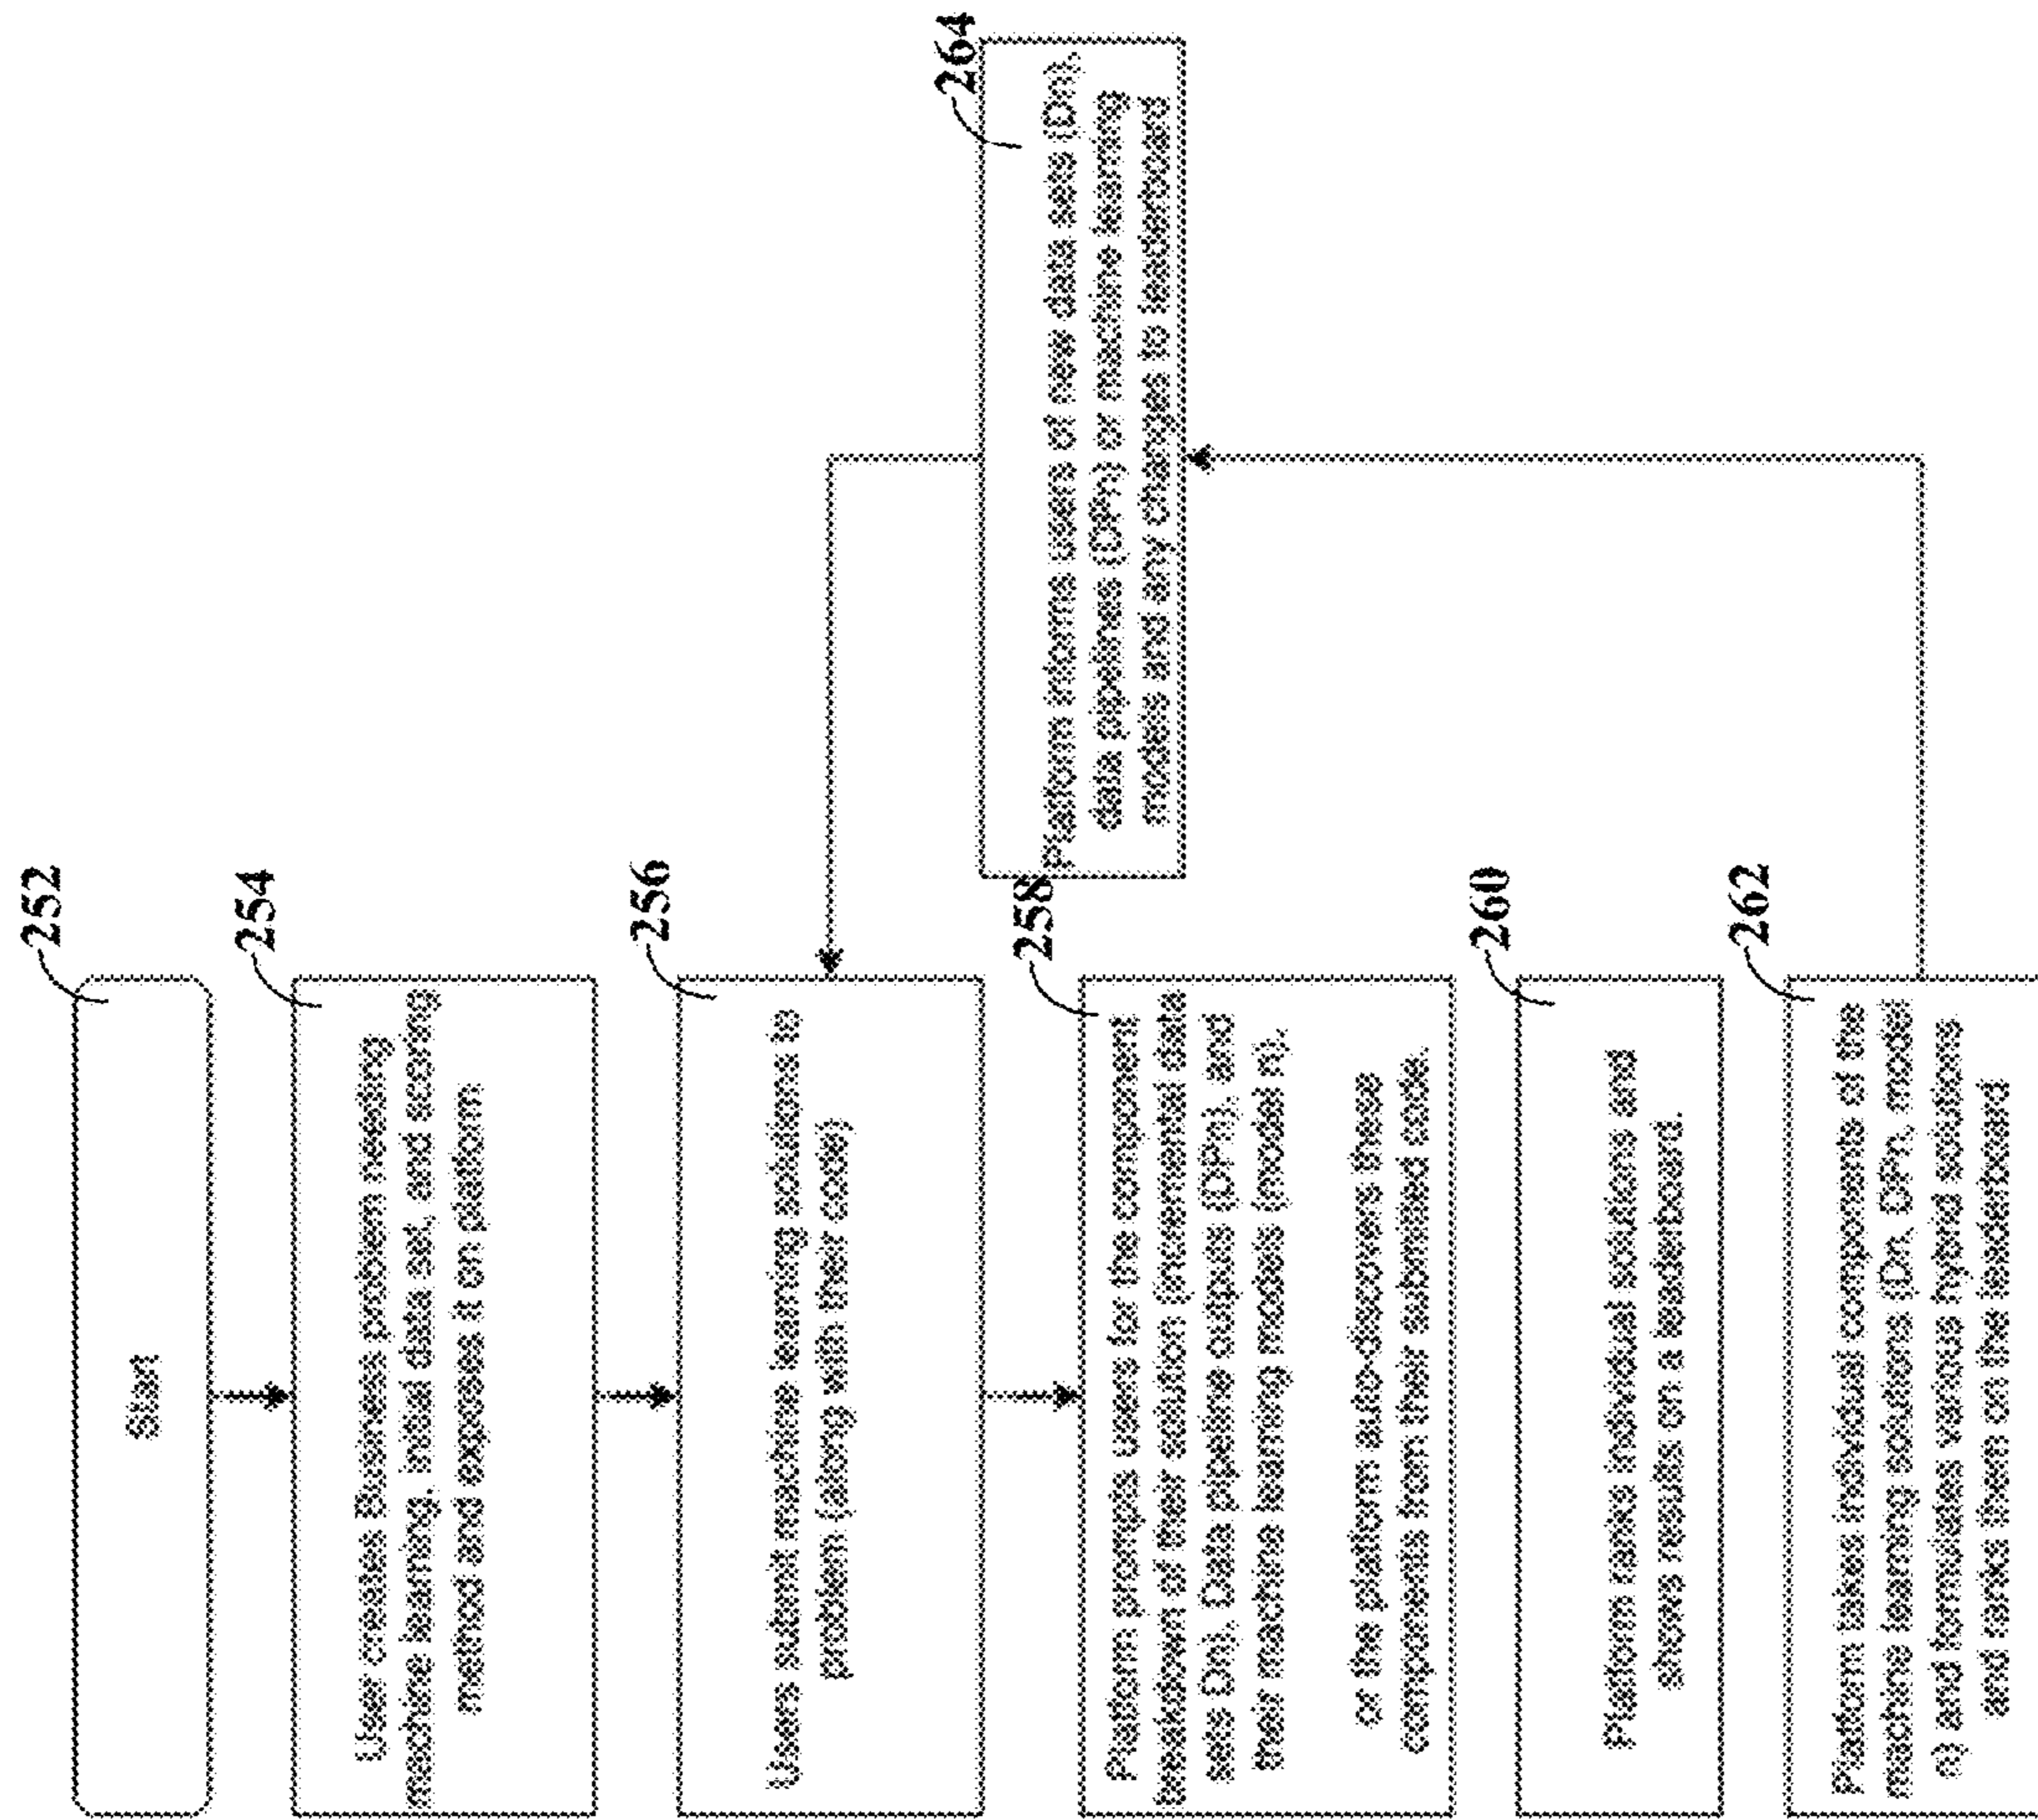 252
Start
254
User creates Business problem needing
machine learning, initial data set, and scoring
method and exposes it on platform
256
Users submit machine learning solutions to
problem (along with their code)
258
Platform prompts users for the component
breakdown of their solution (incremental data
sets Dn), Data pipeline outputs (DPn), and
their machine learning models (model n).
or the platform auto-discovers these
components from their submitted code.
260
Platform ranks individual solutions and
shows results on a leaderboard.
262
Platform takes individual components of the
machine learning solutions (Dn, DPn, model
n) and formulates various hybrid solutions
and ranks them on the leaderboard
264
Platform informs users of new data sets (Dn),
data pipelines (DPn) or machine learning
models and any changes to leaderboard